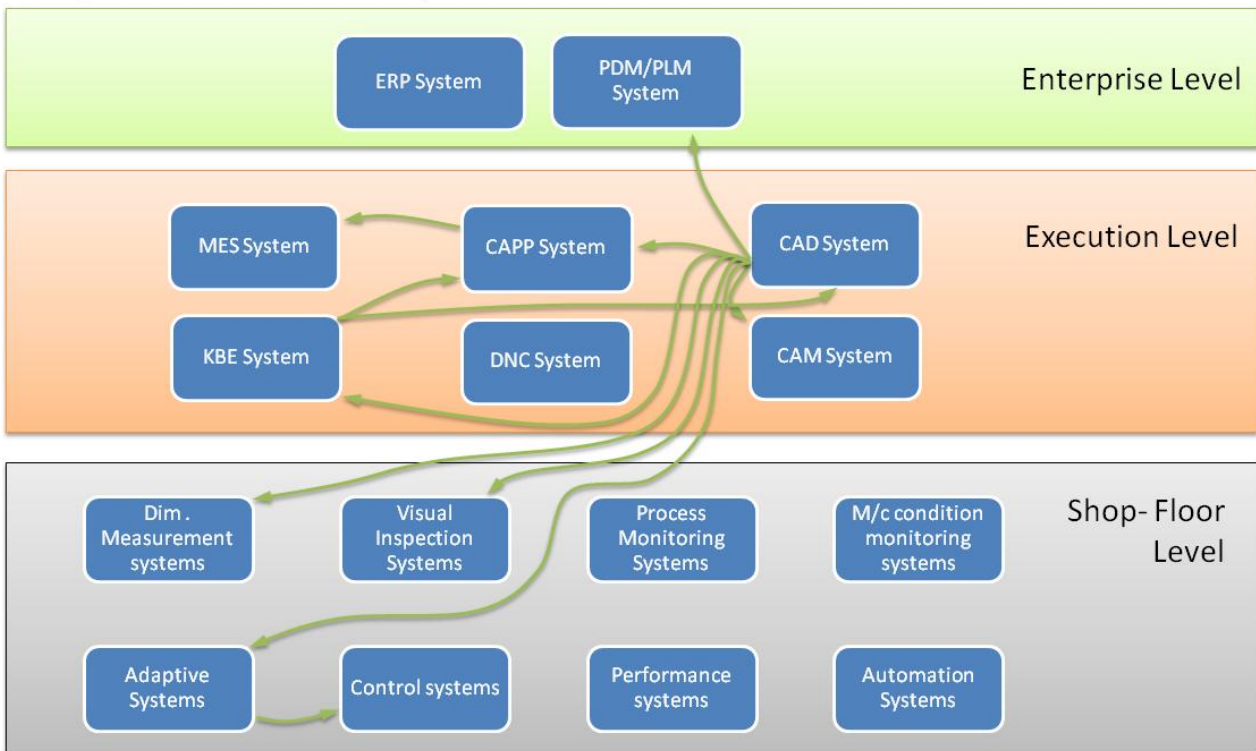 ERP System
PDM/PLM
System
Enterprise Level
MES System
CAPP System
CAD System
Execution Level
KBE System
DNC System
CAM System
Dim .
Measurement
systems
Visual
Inspection
Systems
Process
Monitoring
Systems
M/c condition
monitoring
systems
Shop- Floor
Level
Adaptive
Systems
Control systems
Performance
systems
Automation
Systems